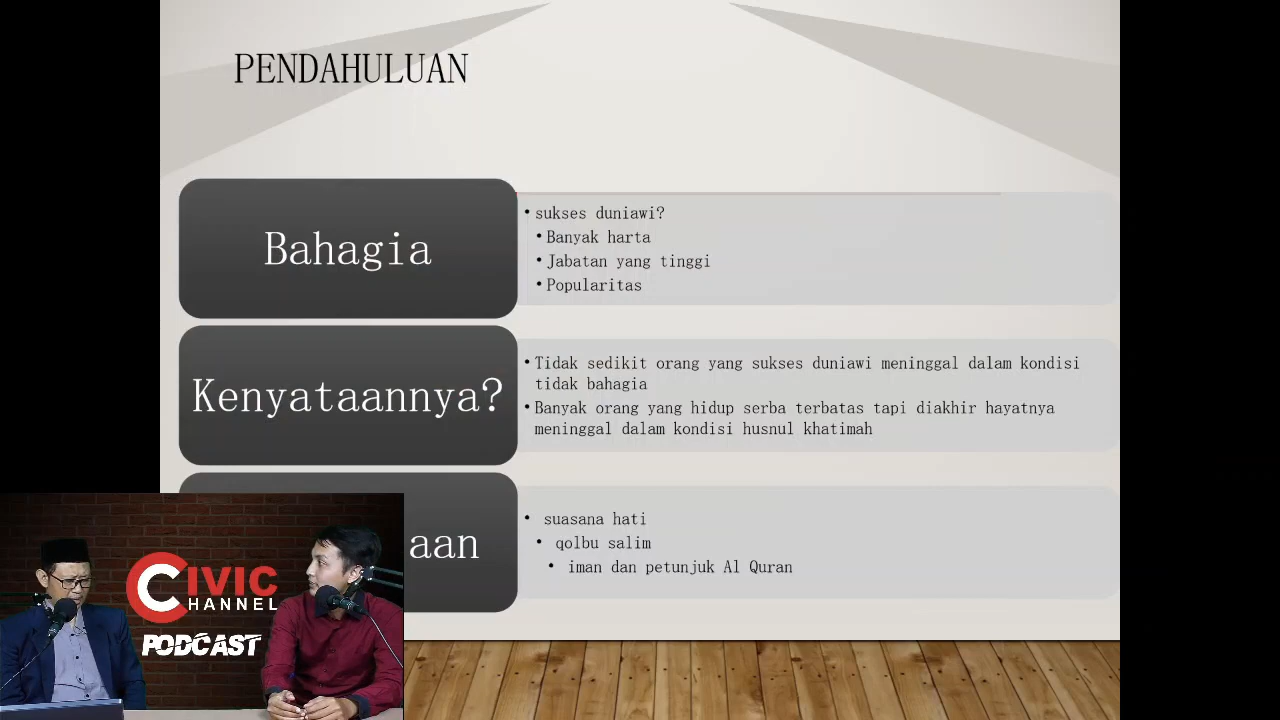 PENDAHULUAN
Bahagia
• sukses duniawi?
• Banyak harta
• Jabatan yang tinggi
• Popularitas
Kenyataannya?
• Tidak sedikit orang yang sukses duniawi meninggal dalam kondisi
tidak bahagia
• Banyak orang yang hidup serba terbatas tapi diakhir hayatnya
meninggal dalam kondisi husnul khatimah
aan
• suasana hati
• qolbu salim
• iman dan petunjuk Al Quran
CIVIC
CHANNEL
PODCAST